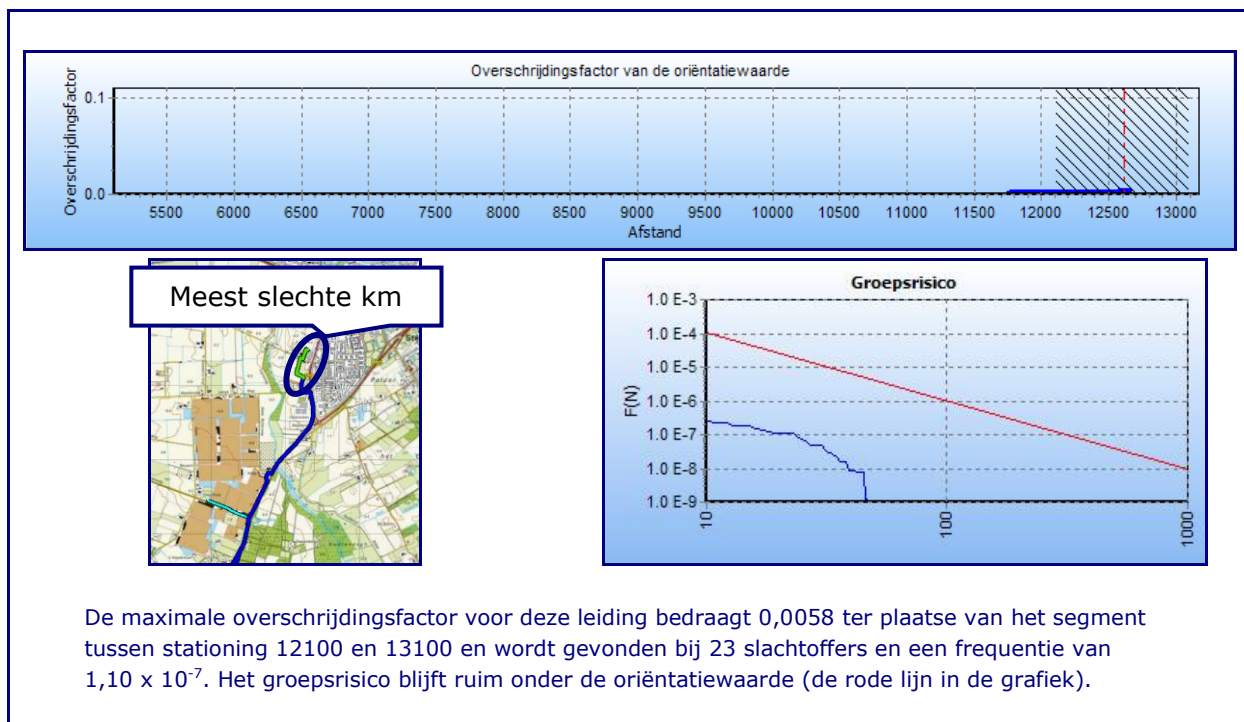 Overschrijdingsfactor van de oriëntatiewaarde
Overschrijdingsfactor
0.1
0.0
5500 6000 6500 7000 7500 8000 8500 9000 9500 10000 10500 11000 11500 12000 12500 13000
Afstand
Meest slechte km
Ste
Groepsrisico
F(N)
1.0 E-3
1.0 E-4
1.0 E-5
1.0 E-6
1.0 E-7
1.0 E-8
1.0 E-9
10 100 1000
De maximale overschrijdingsfactor voor deze leiding bedraagt 0,0058 ter plaatse van het segment
tussen stationing 12100 en 13100 en wordt gevonden bij 23 slachtoffers en een frequentie van
1,10 x 10⁻⁷. Het groepsrisico blijft ruim onder de oriëntatiewaarde (de rode lijn in de grafiek).